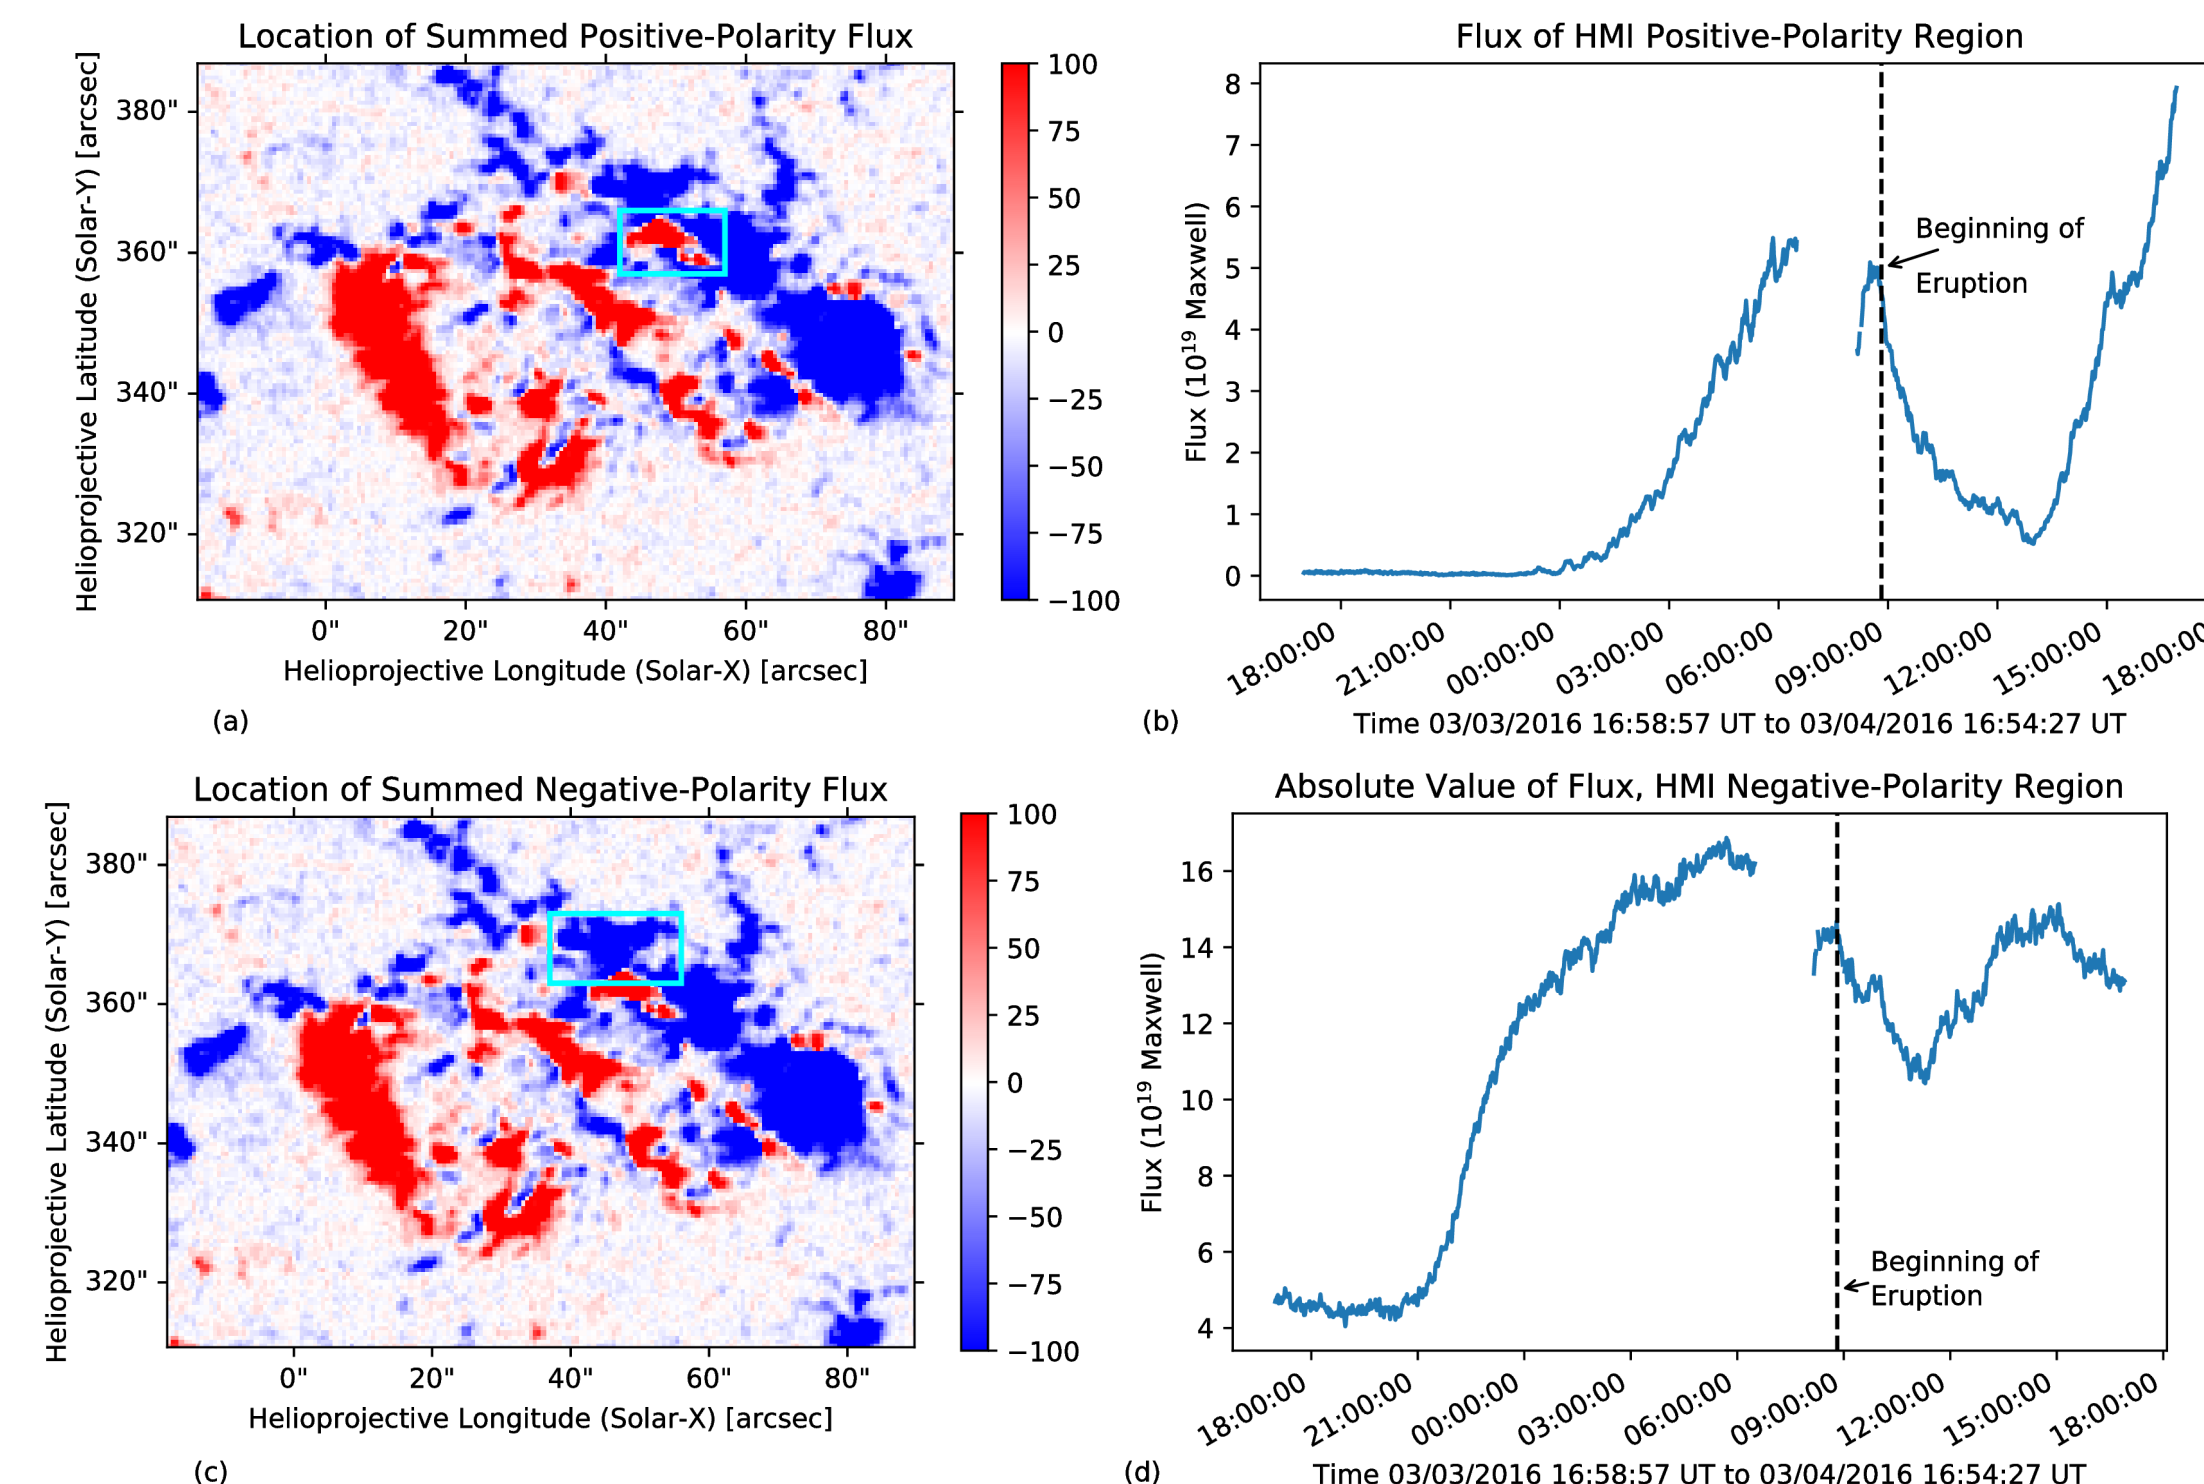 Location of Summed Positive-Polarity Flux
Helioprojective Latitude (Solar-Y) [arcsec]
380"
360"
340"
320"
0" 20" 40" 60" 80"
Helioprojective Longitude (Solar-X) [arcsec]
100
75
50
25
0
−25
−50
−75
−100
(a)
Flux of HMI Positive-Polarity Region
Flux (10^19 Maxwell)
8
7
6
5
4
3
2
1
0
Beginning of
Eruption
18:00:00 21:00:00 00:00:00 03:00:00 06:00:00 09:00:00 12:00:00 15:00:00 18:00:00
Time 03/03/2016 16:58:57 UT to 03/04/2016 16:54:27 UT
(b)
Location of Summed Negative-Polarity Flux
Helioprojective Latitude (Solar-Y) [arcsec]
380"
360"
340"
320"
0" 20" 40" 60" 80"
Helioprojective Longitude (Solar-X) [arcsec]
100
75
50
25
0
−25
−50
−75
−100
(c)
Absolute Value of Flux, HMI Negative-Polarity Region
Flux (10^19 Maxwell)
16
14
12
10
8
6
4
Beginning of
Eruption
18:00:00 21:00:00 00:00:00 03:00:00 06:00:00 09:00:00 12:00:00 15:00:00 18:00:00
Time 03/03/2016 16:58:57 UT to 03/04/2016 16:54:27 UT
(d)